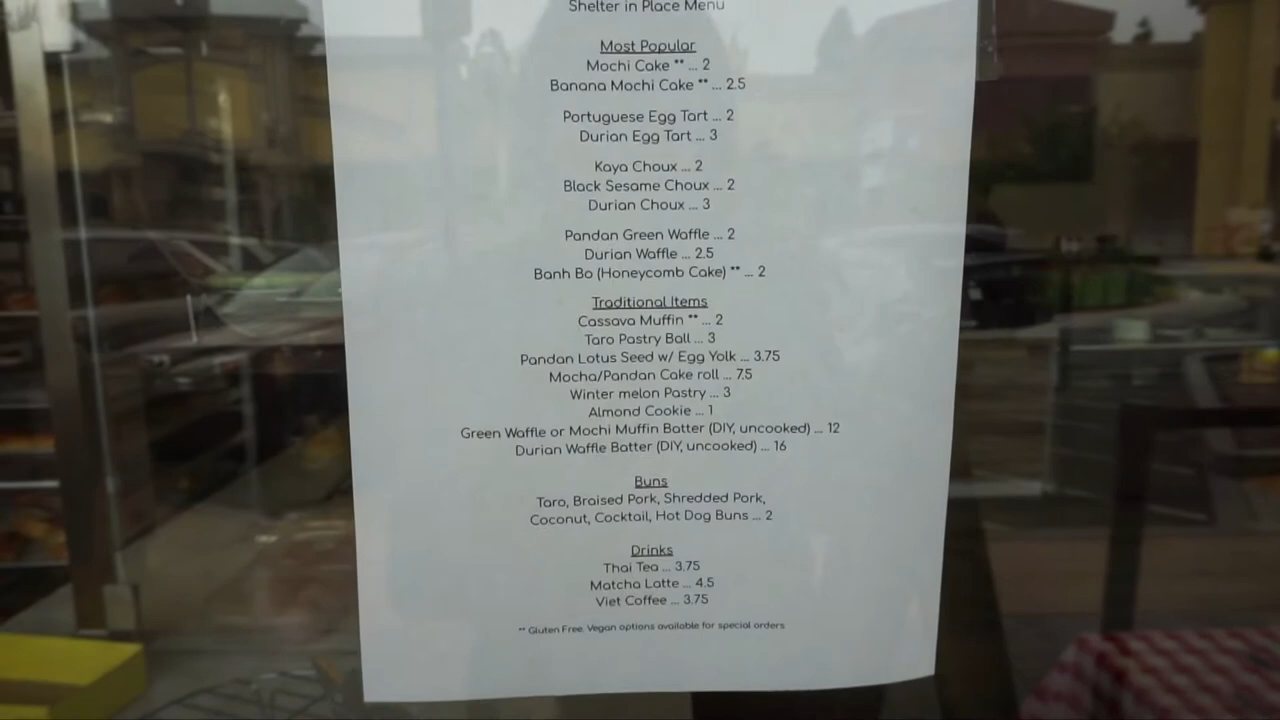 Shelter in Place Menu
Most Popular
Mochi Cake ** ... 2
Banana Mochi Cake ** ... 2.5
Portuguese Egg Tart ... 2
Durian Egg Tart ... 3
Kaya Choux ... 2
Black Sesame Choux ... 2
Durian Choux ... 3
Pandan Green Waffle ... 2
Durian Waffle ... 2.5
Banh Bo (Honeycomb Cake) ** ... 2
Traditional Items
Cassava Muffin ** ... 2
Taro Pastry Ball ... 3
Pandan Lotus Seed w/ Egg Yolk ... 3.75
Mocha/Pandan Cake roll ... 7.5
Winter melon Pastry ... 3
Almond Cookie ... 1
Green Waffle or Mochi Muffin Batter (DIY, uncooked) ... 12
Durian Waffle Batter (DIY, uncooked) ... 16
Buns
Taro, Braised Pork, Shredded Pork,
Coconut, Cocktail, Hot Dog Buns ... 2
Drinks
Thai Tea ... 3.75
Matcha Latte ... 4.5
Viet Coffee ... 3.75
** Gluten Free. Vegan options available for special orders